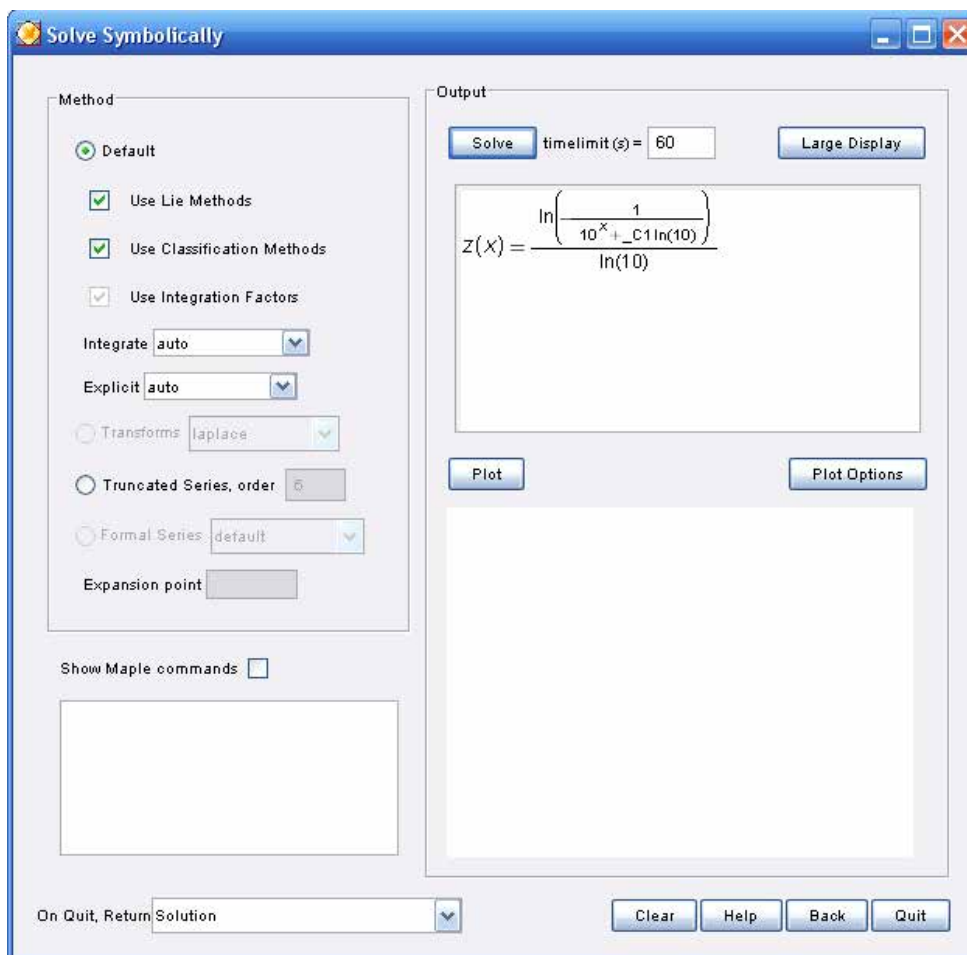 Solve Symbolically
Method
Default
Use Lie Methods
Use Classification Methods
Use Integration Factors
Integrate auto
Explicit auto
Transforms laplace
Truncated Series, order 6
Formal Series default
Expansion point
Show Maple commands
On Quit, Return Solution
Output
Solve timelimit (s) = 60 Large Display
z(x) = ln(1/(10^x+_C1 ln(10)))/ln(10)
Plot Plot Options
Clear Help Back Quit